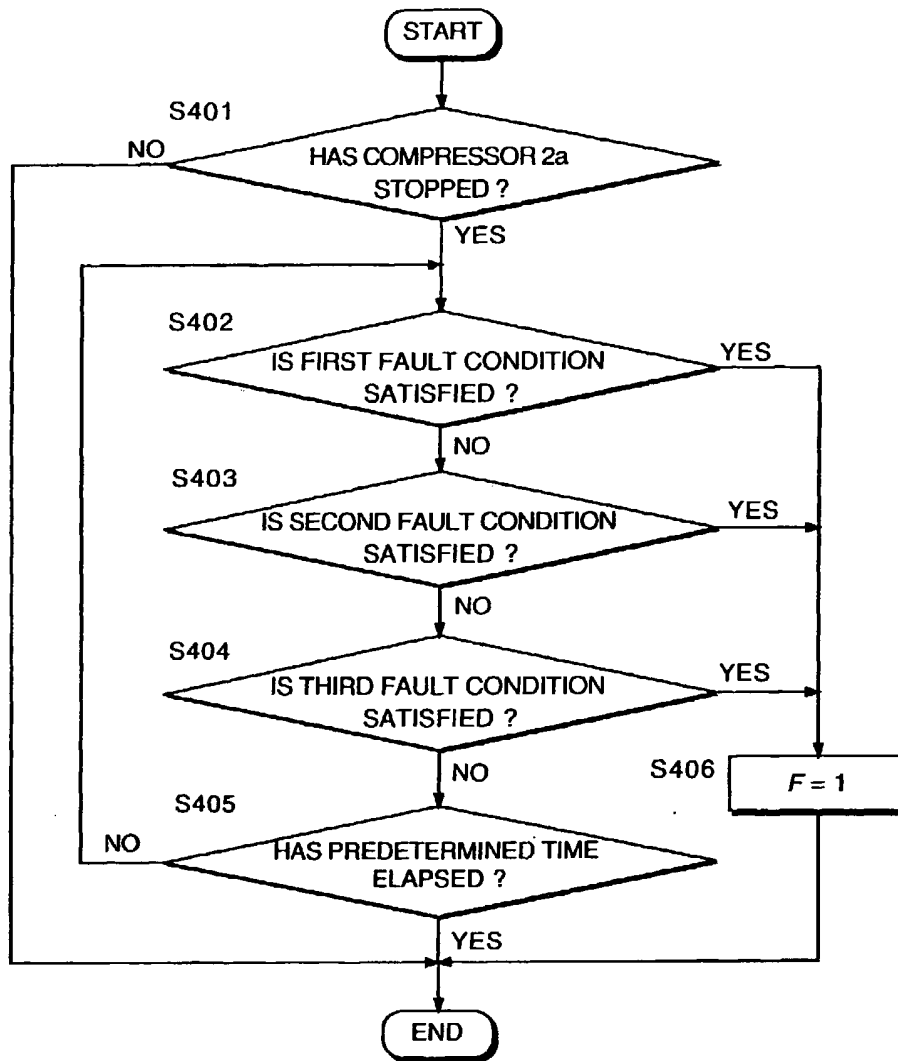 START
S401
NO
HAS COMPRESSOR 2a
STOPPED ?
YES
S402
IS FIRST FAULT CONDITION
SATISFIED ?
YES
NO
S403
IS SECOND FAULT CONDITION
SATISFIED ?
YES
NO
S404
IS THIRD FAULT CONDITION
SATISFIED ?
YES
NO
S406
F = 1
S405
NO
HAS PREDETERMINED TIME
ELAPSED ?
YES
END